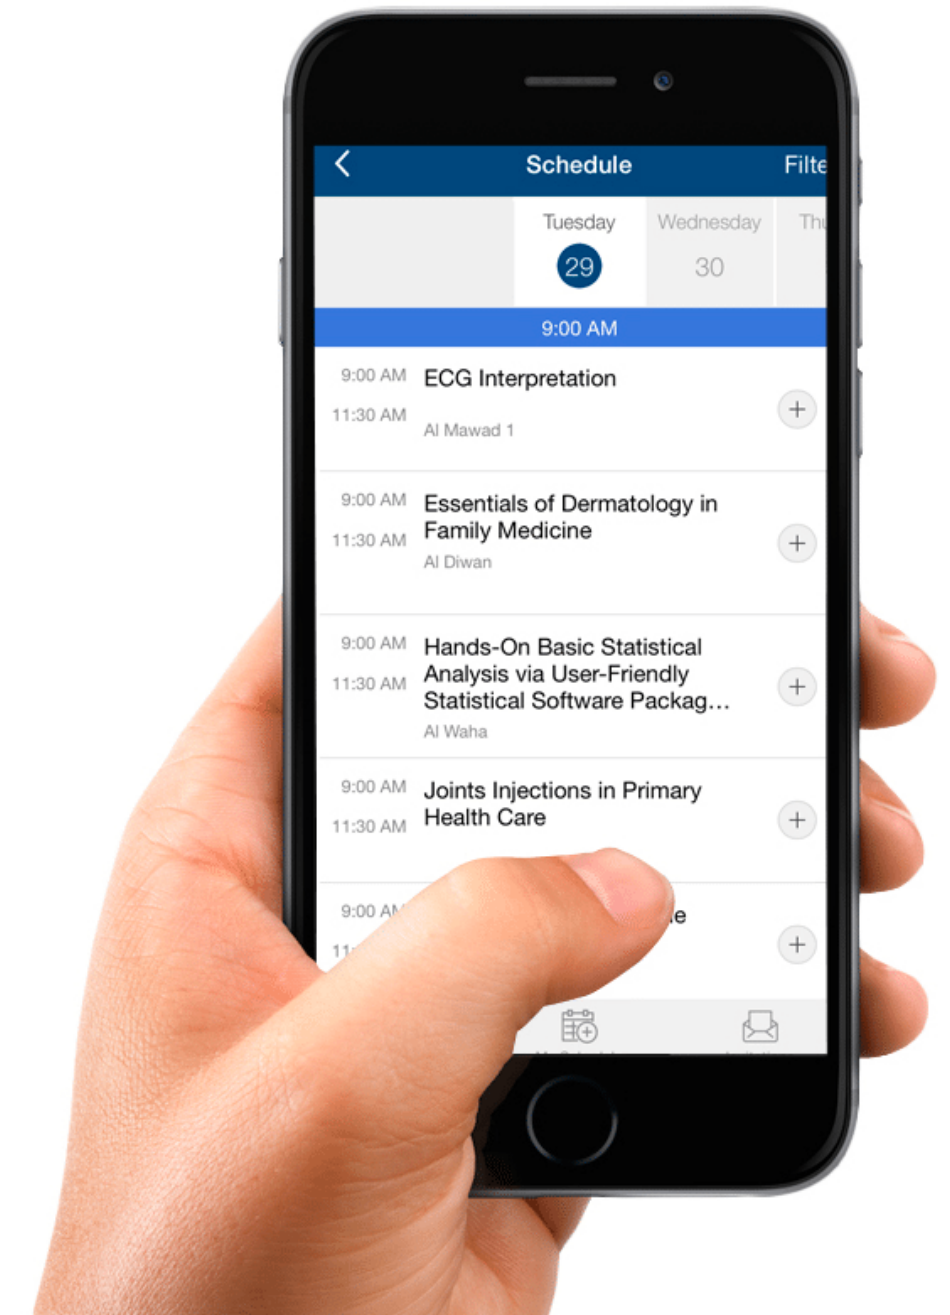 Schedule
Tuesday
Wednesday
29
30
9:00 AM
9:00 AM
ECG Interpretation
11:30 AM
Al Mawad 1
9:00 AM
Essentials of Dermatology in
Family Medicine
11:30 AM
Al Diwan
9:00 AM
Hands-On Basic Statistical
Analysis via User-Friendly
11:30 AM
Statistical Software Packag...
Al Waha
9:00 AM
Joints Injections in Primary
Health Care
11:30 AM
9:00 AM